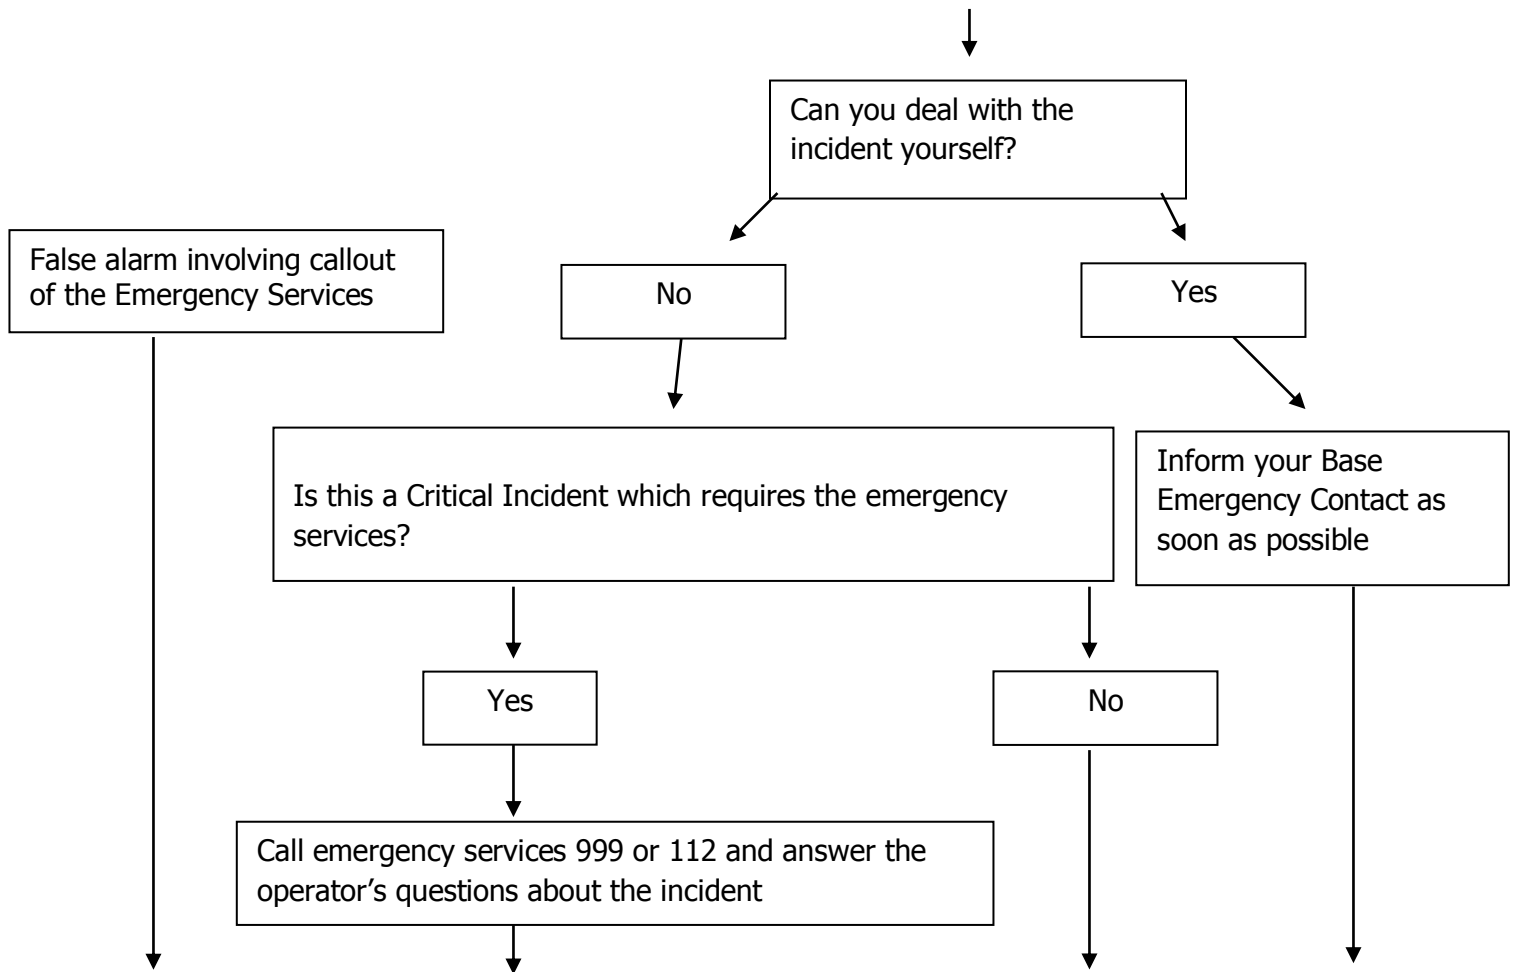 Can you deal with the
incident yourself?
False alarm involving callout
of the Emergency Services
No
Yes
Is this a Critical Incident which requires the emergency
services?
Inform your Base
Emergency Contact as
soon as possible
Yes
No
Call emergency services 999 or 112 and answer the
operator’s questions about the incident